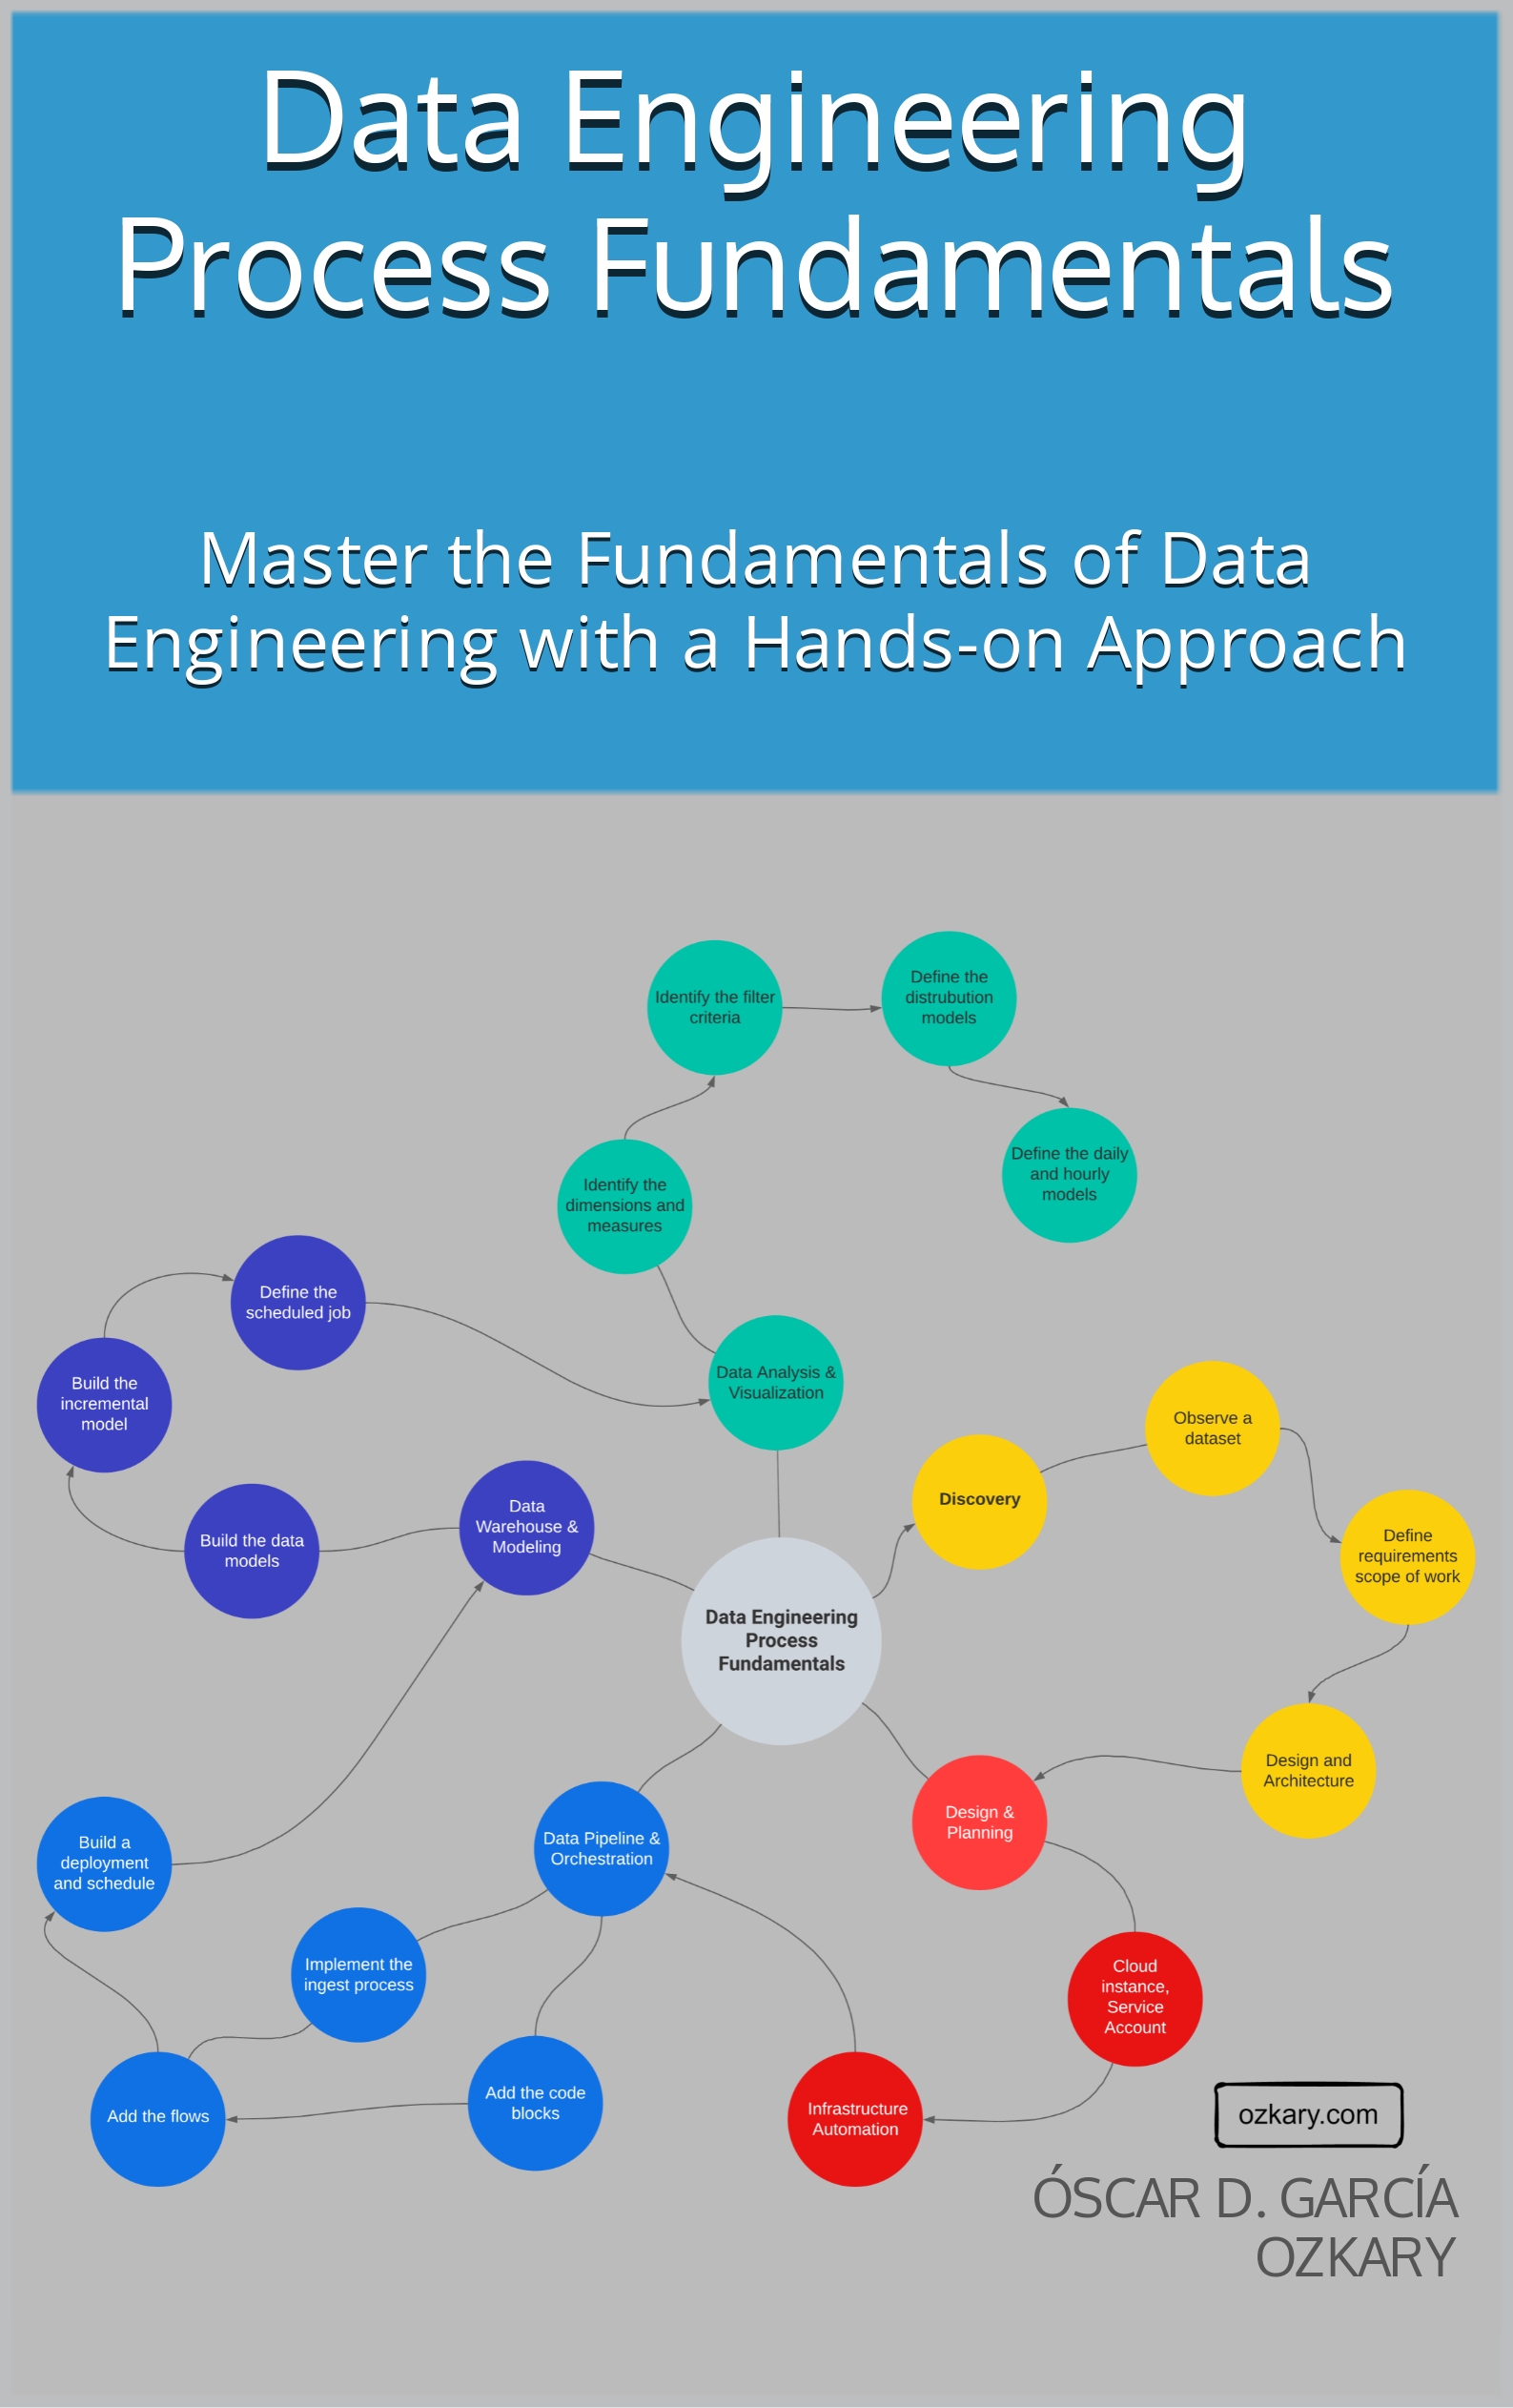 Data Engineering
Process Fundamentals
Master the Fundamentals of Data
Engineering with a Hands-on Approach
Identify the filter
criteria
Define the
distrubution
models
Define the daily
and hourly
models
Identify the
dimensions and
measures
Define the
scheduled job
Build the
incremental
model
Data Analysis &
Visualization
Observe a
dataset
Discovery
Define
requirements
scope of work
Data
Warehouse &
Modeling
Build the data
models
Data Engineering
Process
Fundamentals
Design and
Architecture
Design &
Planning
Data Pipeline &
Orchestration
Build a
deployment
and schedule
Implement the
ingest process
Cloud
instance,
Service
Account
Add the flows
Add the code
blocks
Infrastructure
Automation
ozkary.com
ÓSCAR D. GARCÍA
OZKARY